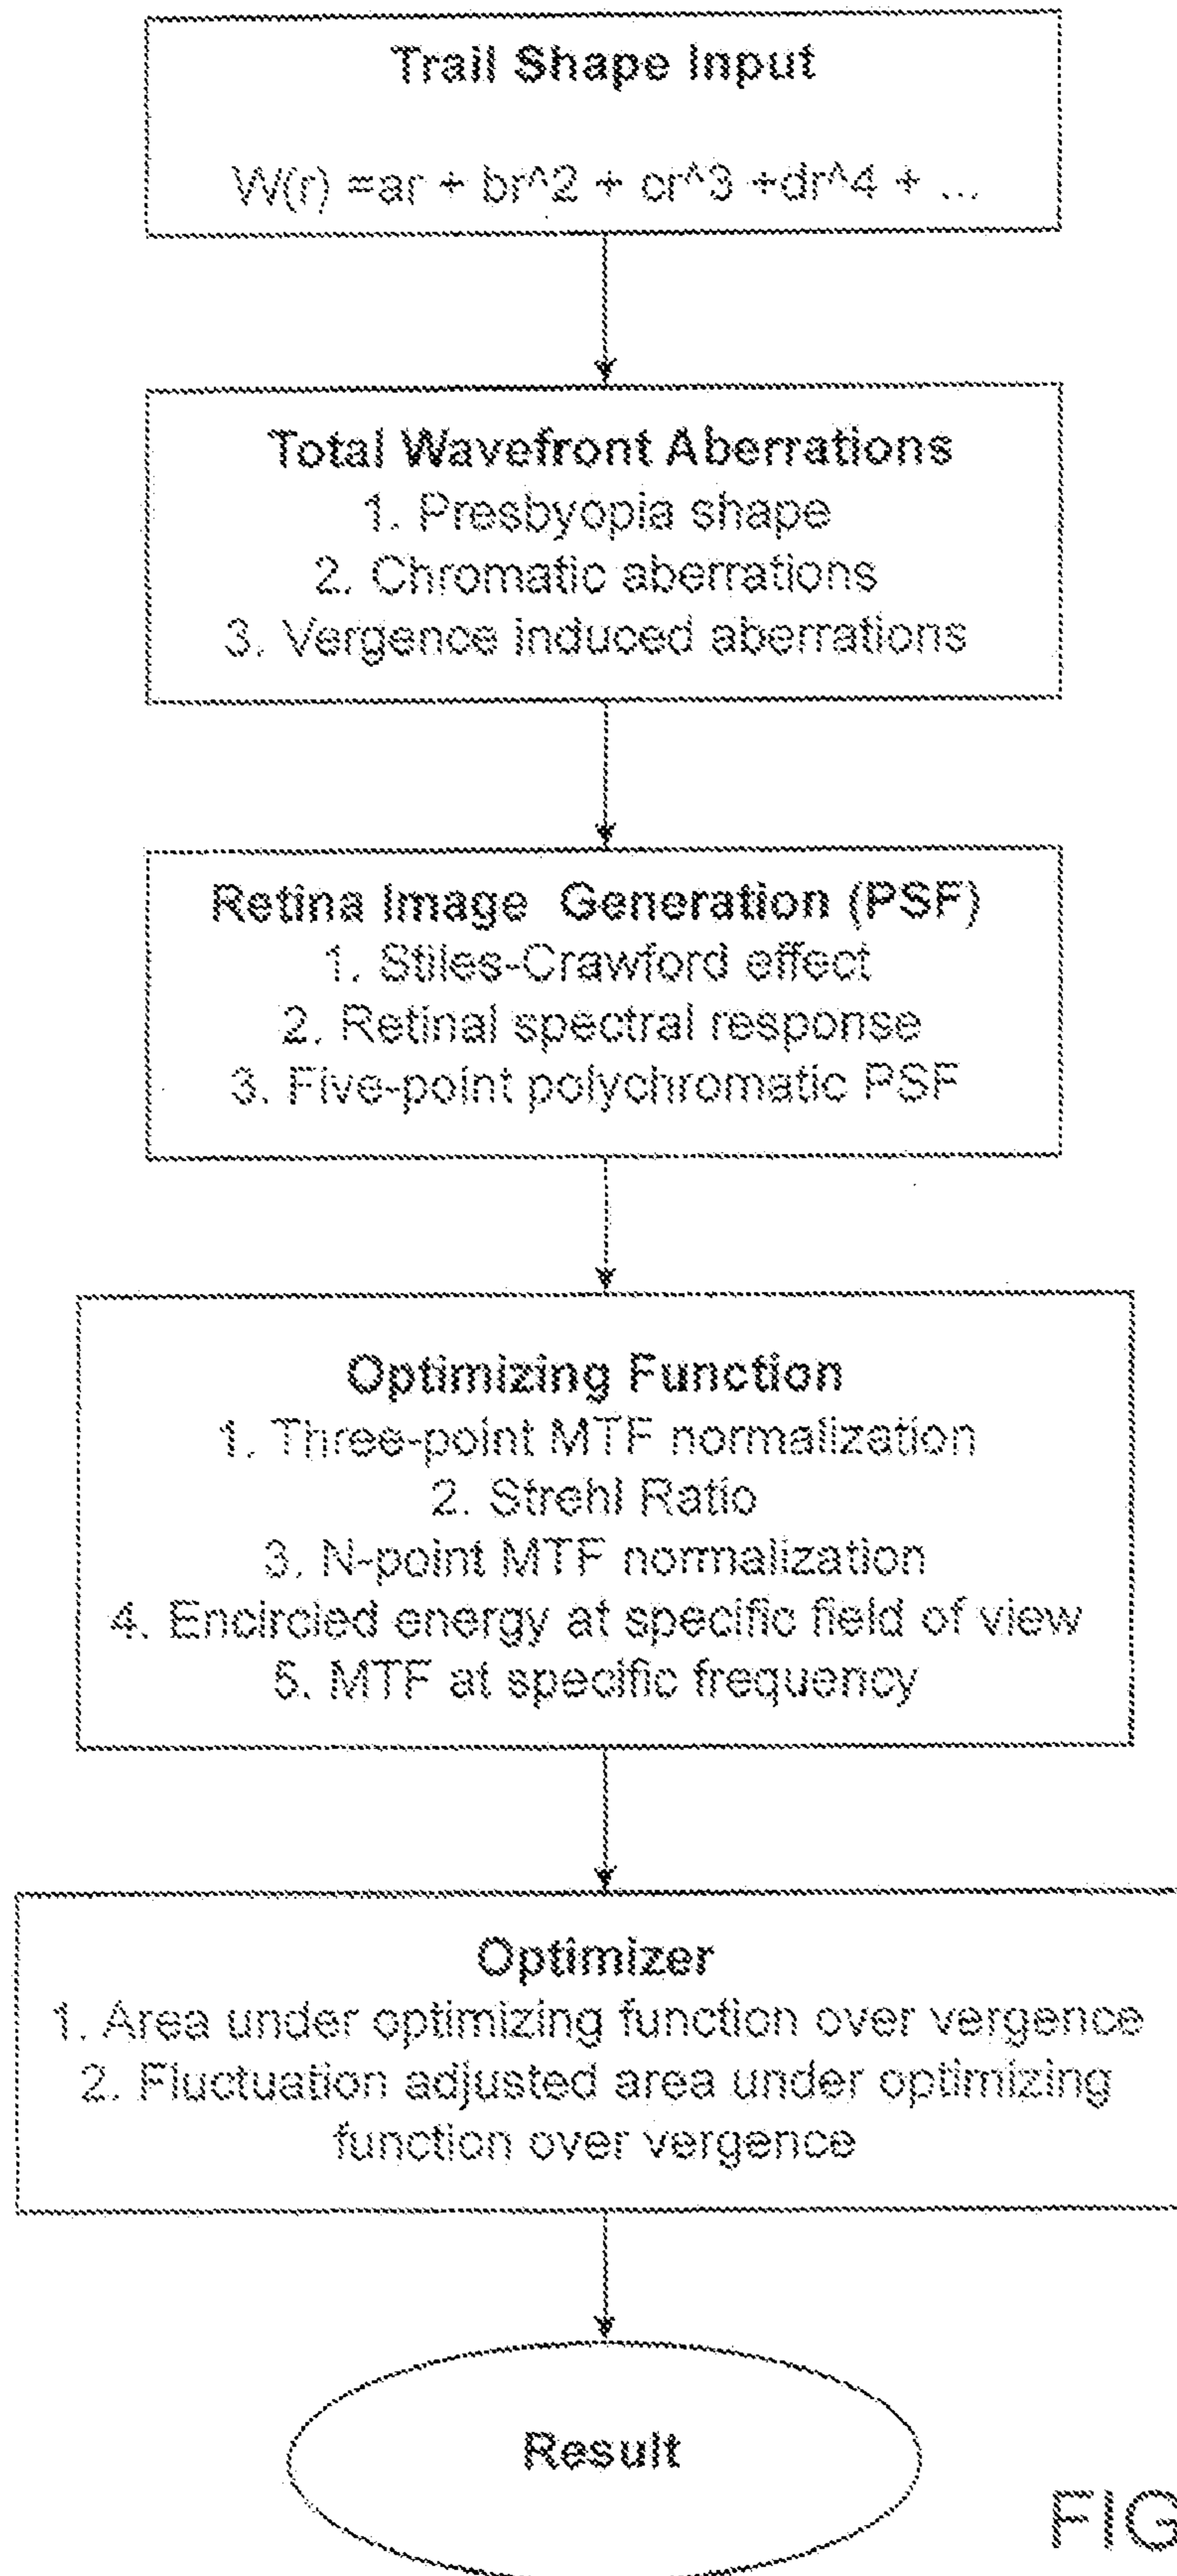 Trail Shape Input
W(r) =ar + br^2 + cr^3 +dr^4 + ...
Total Wavefront Aberrations
1. Presbyopia shape
2. Chromatic aberrations
3. Vergence induced aberrations
Retina Image Generation (PSF)
1. Stiles-Crawford effect
2. Retinal spectral response
3. Five-point polychromatic PSF
Optimizing Function
1. Three-point MTF normalization
2. Strehl Ratio
3. N-point MTF normalization
4. Encircled energy at specific field of view
5. MTF at specific frequency
Optimizer
1. Area under optimizing function over vergence
2. Fluctuation adjusted area under optimizing
function over vergence
Result
FIG